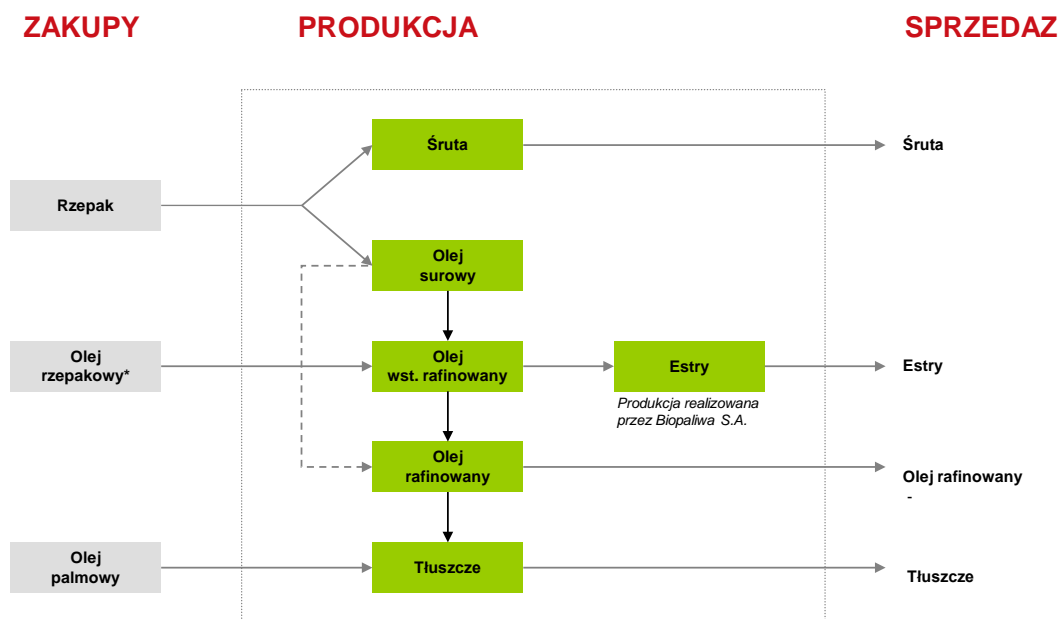 ZAKUPY PRODUKCJA SPRZEDAZ
Śruta Śruta
Rzepak
Olej
surowy
Olej
rzepakowy*
Olej
wst. rafinowany
Estry Estry
Produkcja realizowana
przez Biopaliwa S.A.
Olej
rafinowany
Olej rafinowany
-
Olej
palmowy
Tłuszcze Tłuszcze